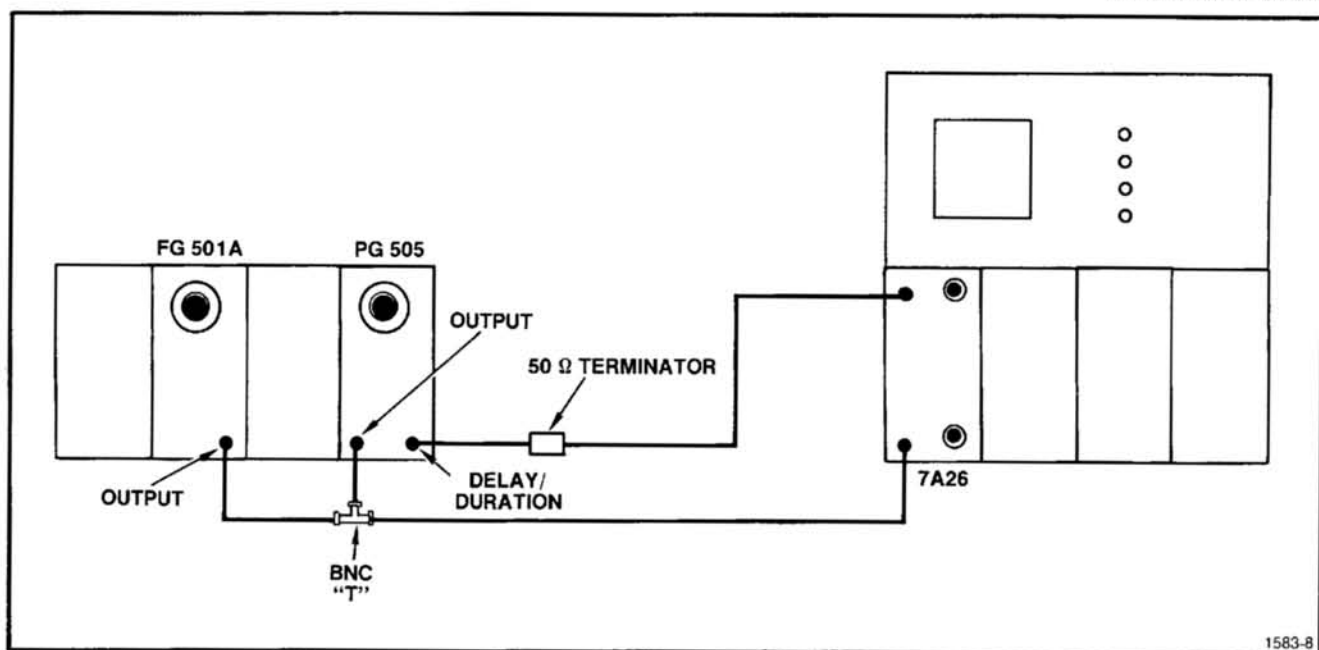 FG 501A
PG 505
OUTPUT
50 Ω TERMINATOR
OUTPUT
DELAY/
DURATION
7A26
BNC
“T”
1583-8